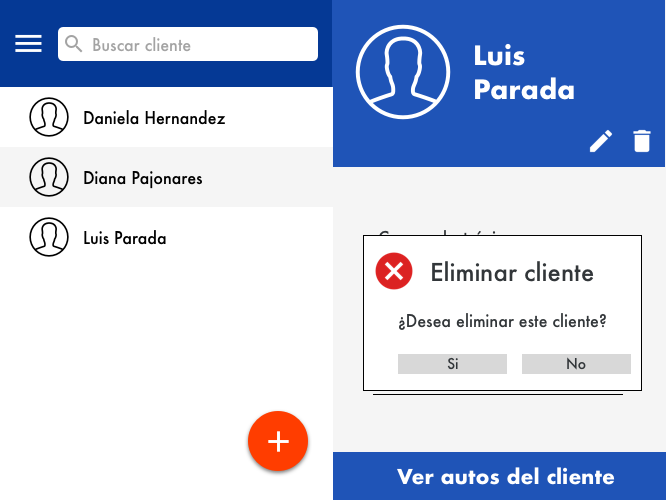 Buscar cliente
Daniela Hernandez
Diana Pajonares
Luis Parada
Luis
Parada
Eliminar cliente
¿Desea eliminar este cliente?
Si
No
Ver autos del cliente